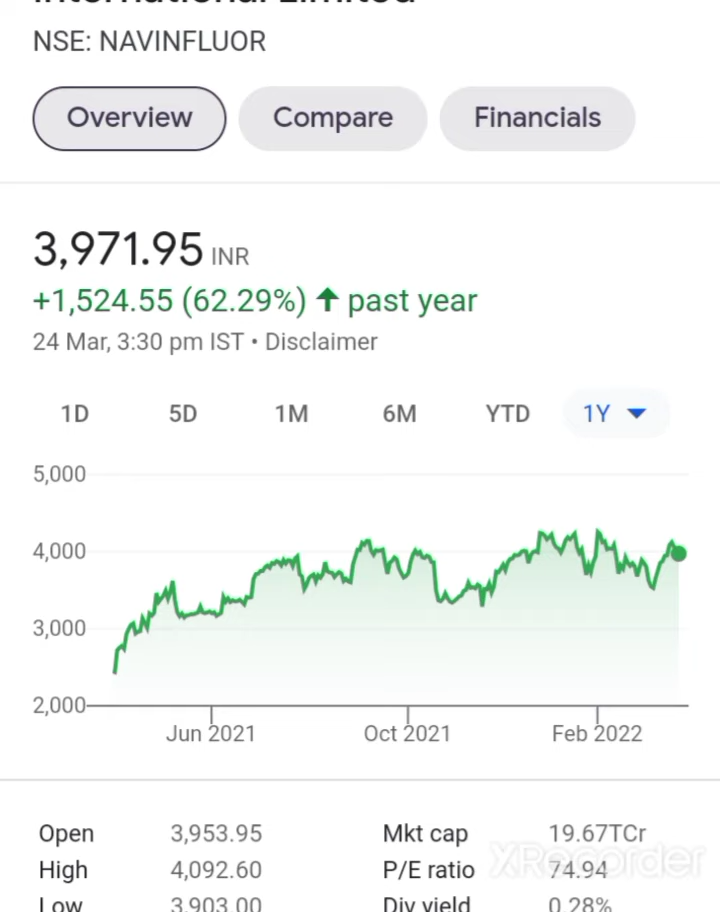 International Limited
NSE: NAVINFLUOR
Overview Compare Financials
3,971.95 INR
+1,524.55 (62.29%) ↑ past year
24 Mar, 3:30 pm IST • Disclaimer
1D 5D 1M 6M YTD 1Y
5,000
4,000
3,000
2,000
Jun 2021 Oct 2021 Feb 2022
Open 3,953.95 Mkt cap 19.67TCr
High 4,092.60 P/E ratio 74.94
Low 3,903.00 Div yield 0.28%
XRecorder